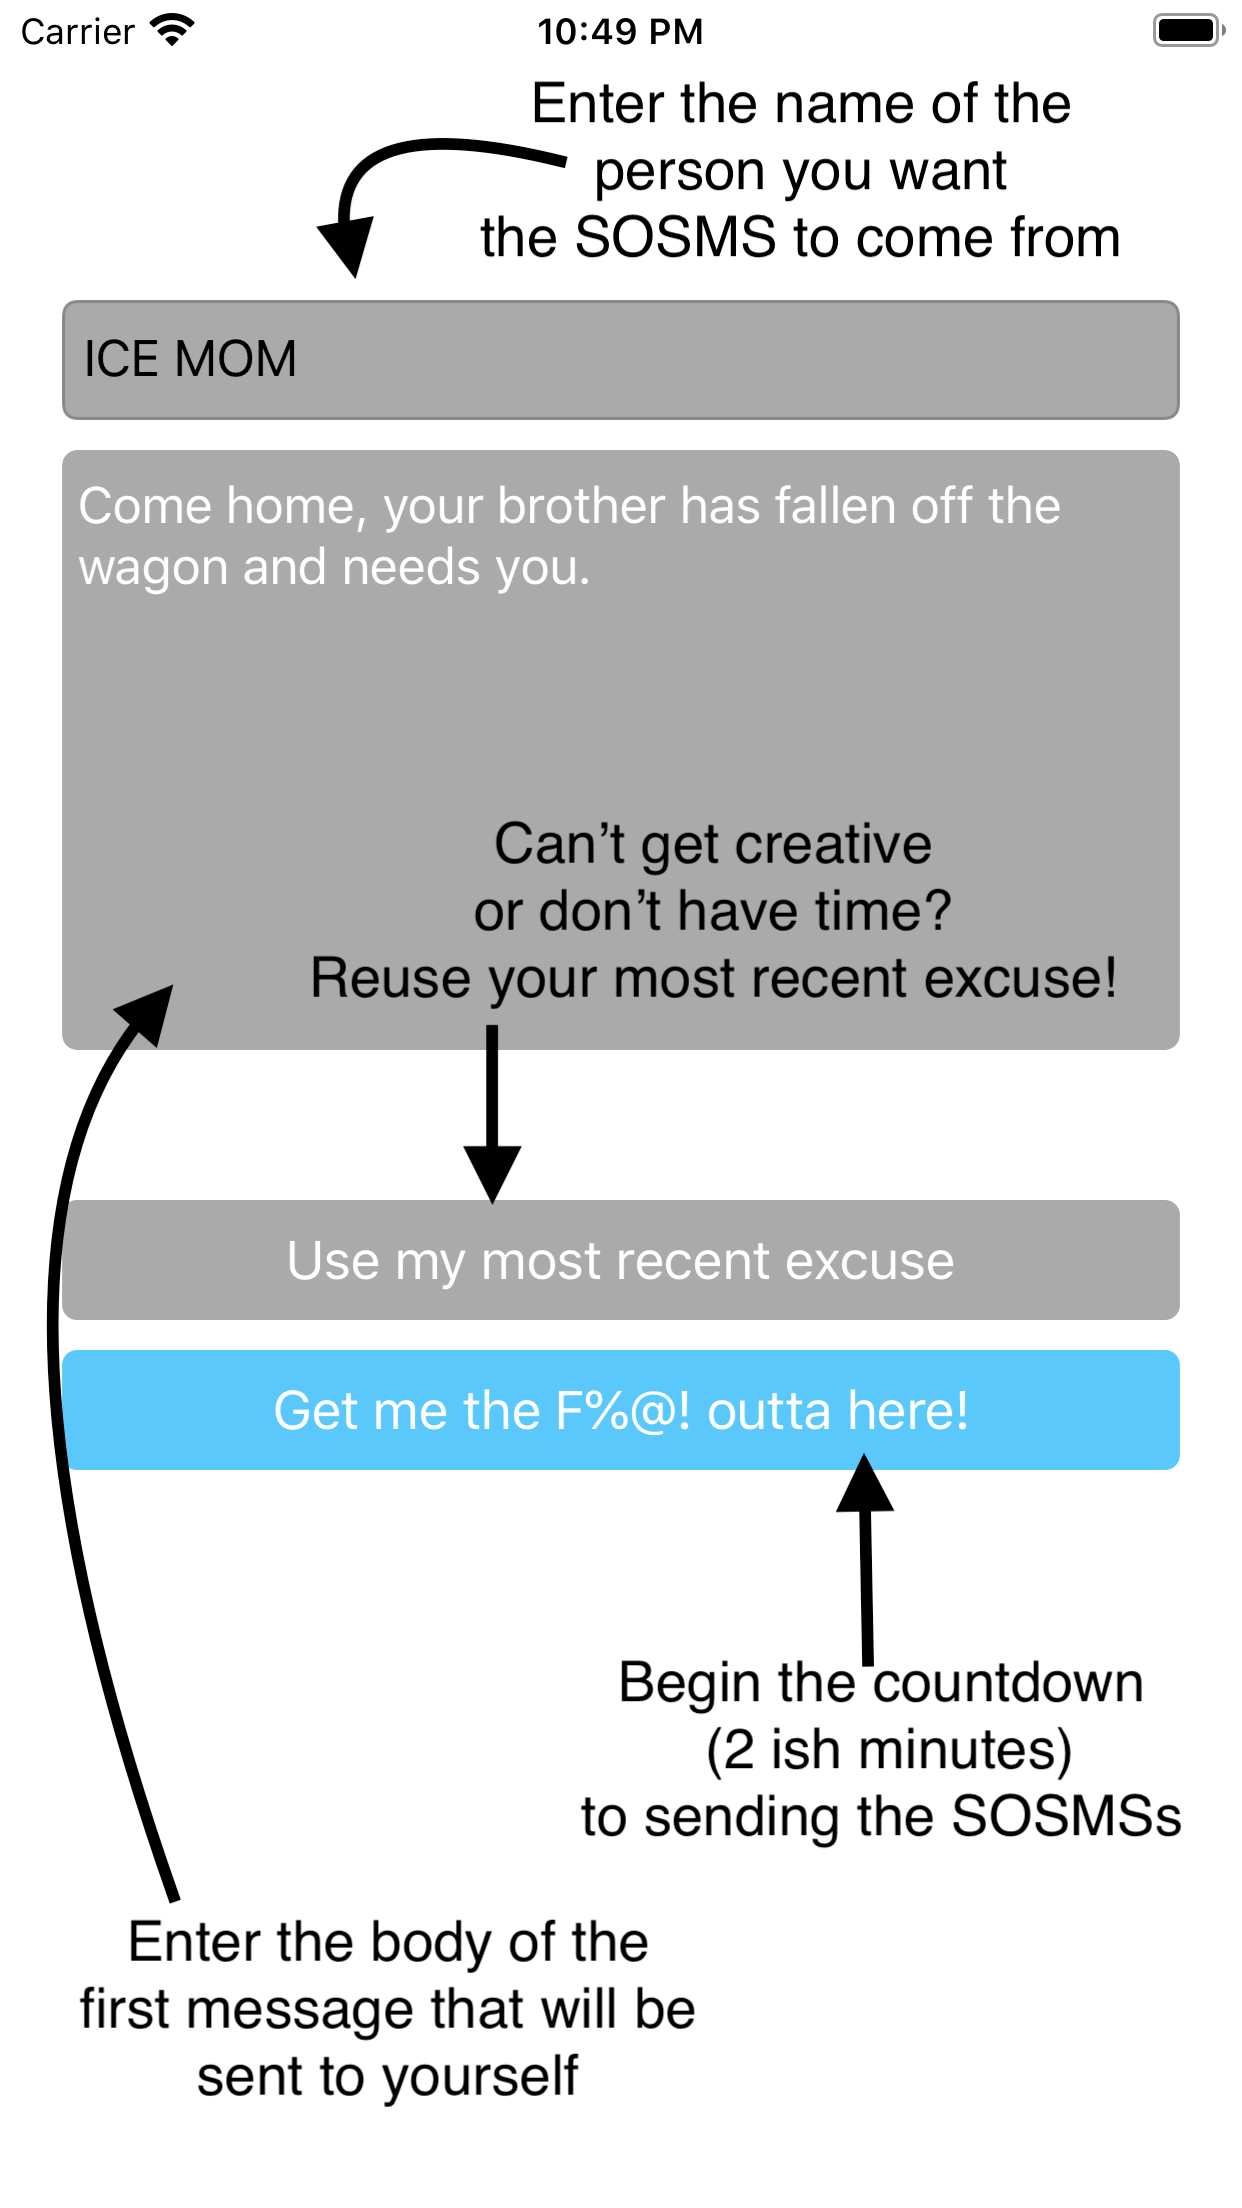 Carrier 10:49 PM
Enter the name of the
person you want
the SOSMS to come from
ICE MOM
Come home, your brother has fallen off the
wagon and needs you.
Can’t get creative
or don’t have time?
Reuse your most recent excuse!
Use my most recent excuse
Get me the F%@! outta here!
Begin the countdown
(2 ish minutes)
to sending the SOSMSs
Enter the body of the
first message that will be
sent to yourself